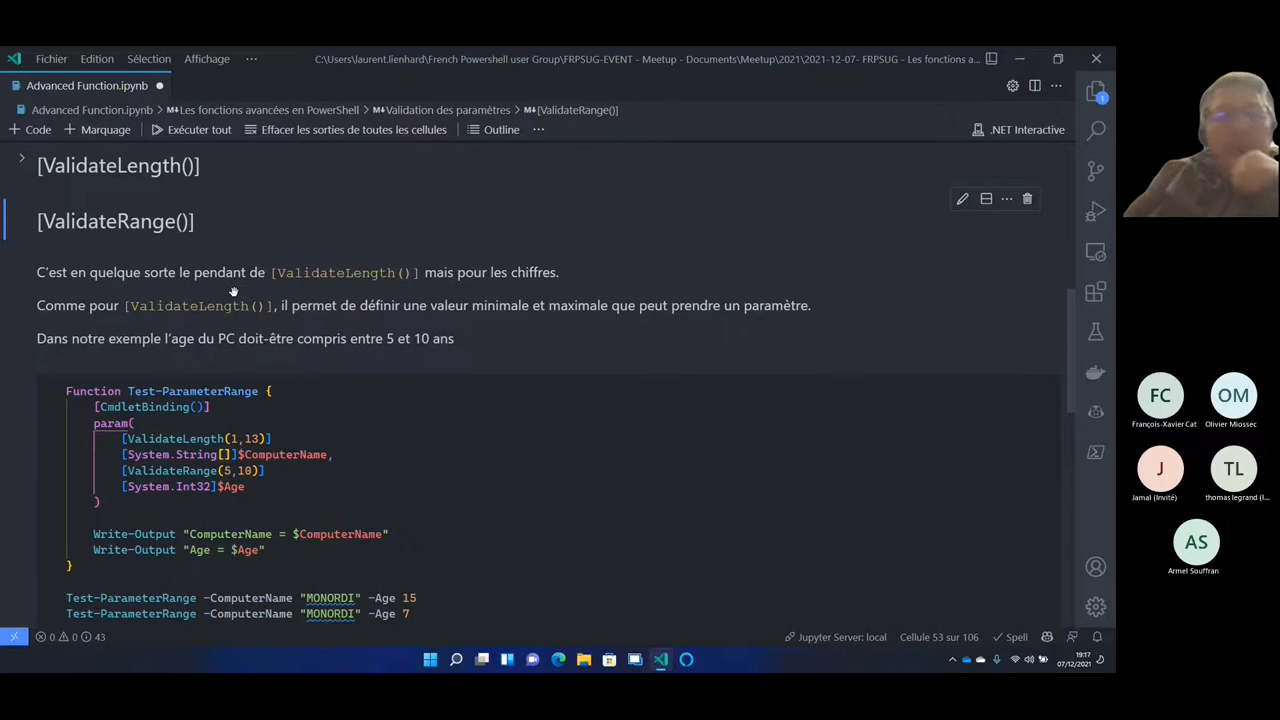 Fichier Edition Sélection Affichage ··· C:\Users\laurent.lienhard\French Powershell user Group\FRPSUG-EVENT - Meetup - Documents\Meetup\2021\2021-12-07- FRPSUG - Les fonctions a...
Advanced Function.ipynb
Advanced Function.ipynb > M↓Les fonctions avancées en PowerShell > M↓Validation des paramètres > M↓[ValidateRange()]
+ Code + Marquage Exécuter tout Effacer les sorties de toutes les cellules Outline ··· .NET Interactive
[ValidateLength()]
[ValidateRange()]
C'est en quelque sorte le pendant de [ValidateLength()] mais pour les chiffres.
Comme pour [ValidateLength()], il permet de définir une valeur minimale et maximale que peut prendre un paramètre.
Dans notre exemple l'age du PC doit-être compris entre 5 et 10 ans
Function Test-ParameterRange {
[CmdletBinding()]
param(
[ValidateLength(1,13)]
[System.String[]]$ComputerName,
[ValidateRange(5,10)]
[System.Int32]$Age
)
Write-Output "ComputerName = $ComputerName"
Write-Output "Age = $Age"
}
Test-ParameterRange -ComputerName "MONORDI" -Age 15
Test-ParameterRange -ComputerName "MONORDI" -Age 7
0 0 43 Jupyter Server: local Cellule 53 sur 106 Spell
19:17
07/12/2021
1
FC
François-Xavier Cat
OM
Olivier Miossec
J
Jamal (Invité)
TL
thomas legrand (I...
AS
Armel Souffran